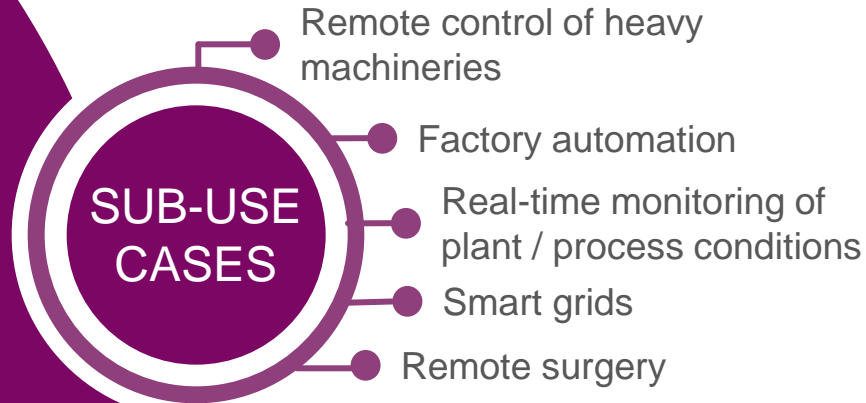 SUB-USE
CASES
Remote control of heavy
machineries
Factory automation
Real-time monitoring of
plant / process conditions
Smart grids
Remote surgery